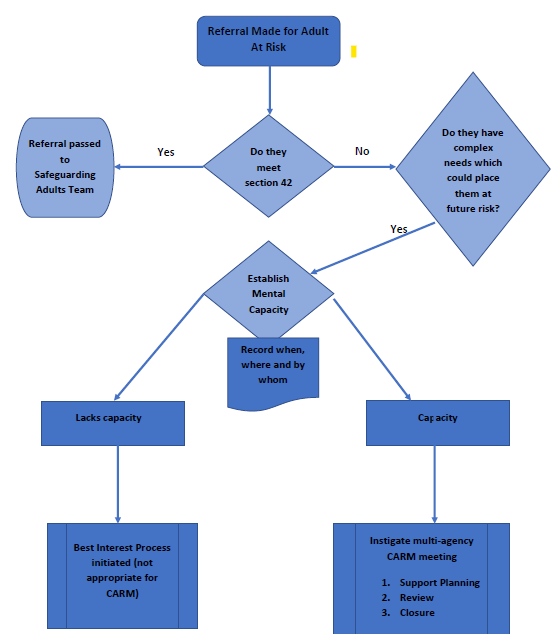 Referral Made for Adult
At Risk
Referral passed
to
Safeguarding
Adults Team
Yes
Do they
meet
section 42
No
Do they have
complex
needs which
could place
them at
future risk?
Yes
Establish
Mental
Capacity
Record when,
where and by
whom
Lacks capacity
Capacity
Best Interest Process
initiated (not
appropriate for
CARM)
Instigate multi-agency
CARM meeting
1. Support Planning
2. Review
3. Closure